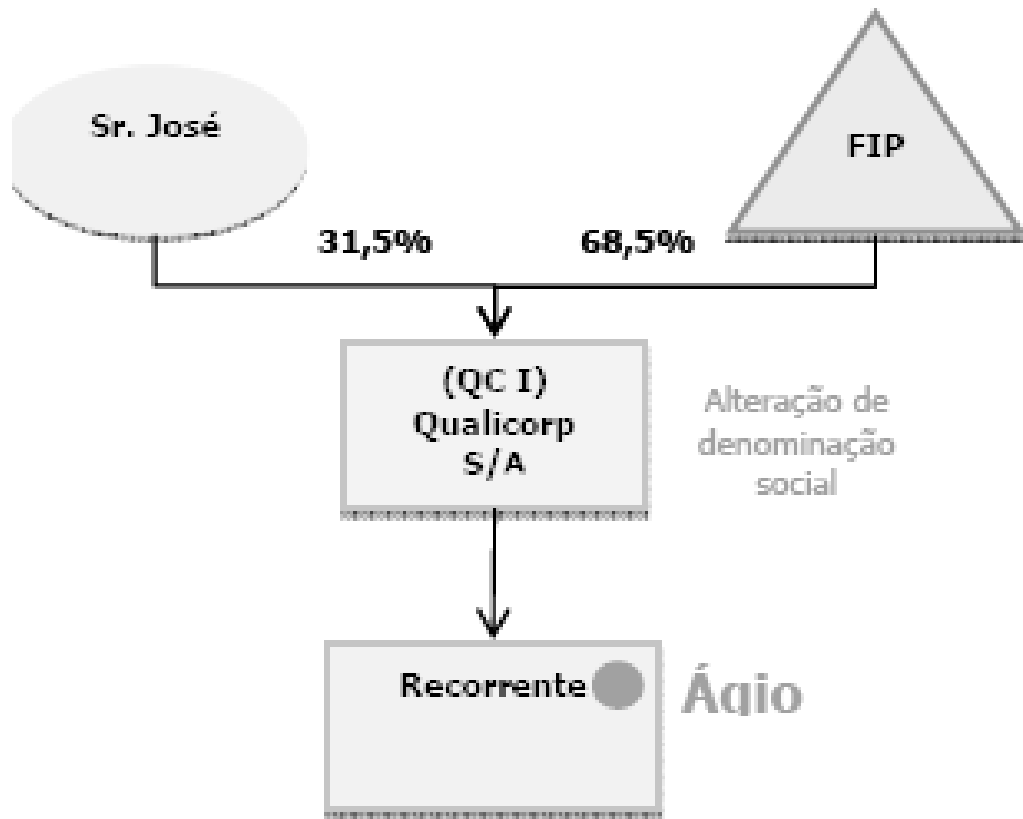 Sr. José
FIP
31,5%
68,5%
(QC I)
Qualicorp
S/A
Alteração de
denominação
social
Recorrente
Ágio